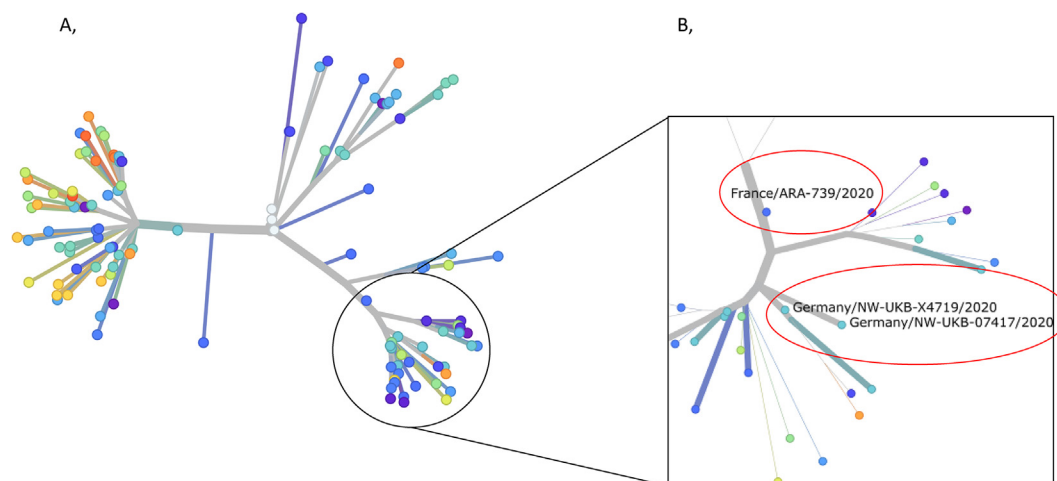 A,
B,
France/ARA-739/2020
Germany/NW-UKB-X4719/2020
Germany/NW-UKB-07417/2020